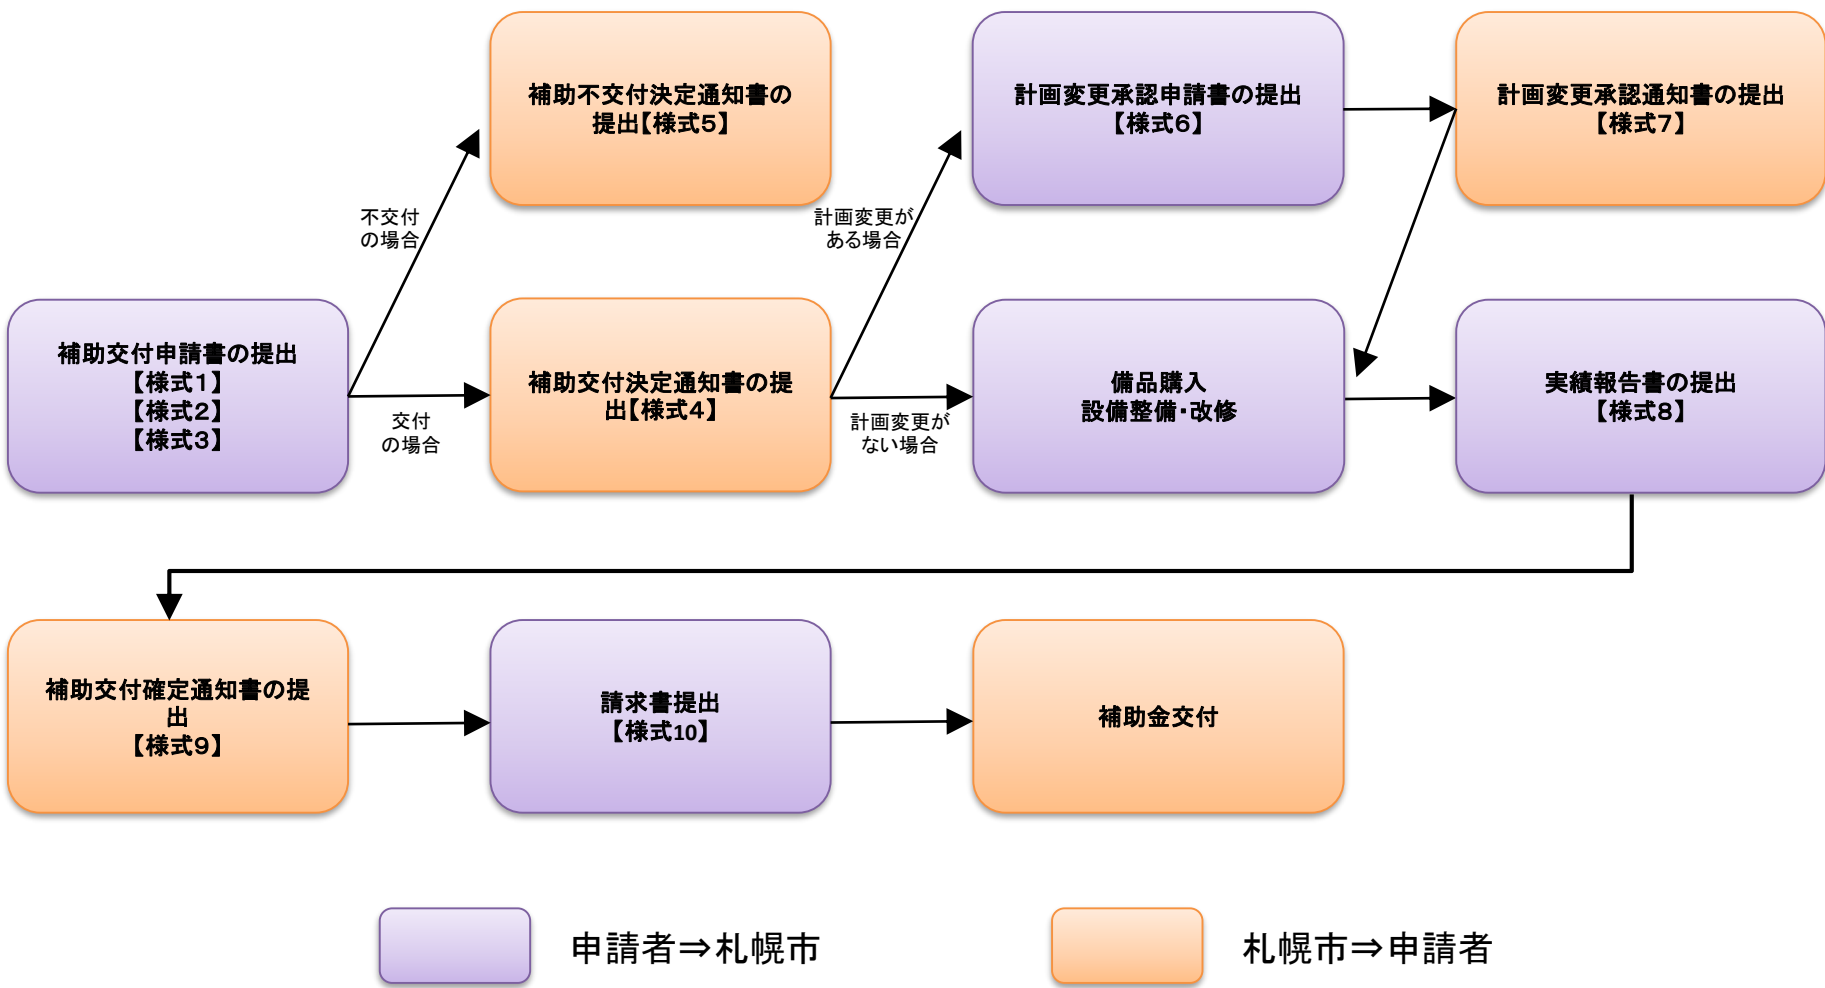 補助不交付決定通知書の
提出【様式5】
計画変更承認申請書の提出
【様式6】
計画変更承認通知書の提出
【様式7】
不交付
の場合
計画変更が
ある場合
補助交付申請書の提出
【様式1】
【様式2】
【様式3】
交付
の場合
補助交付決定通知書の提
出【様式4】
計画変更が
ない場合
備品購入
設備整備・改修
実績報告書の提出
【様式8】
補助交付確定通知書の提
出
【様式9】
請求書提出
【様式10】
補助金交付
申請者⇒札幌市
札幌市⇒申請者